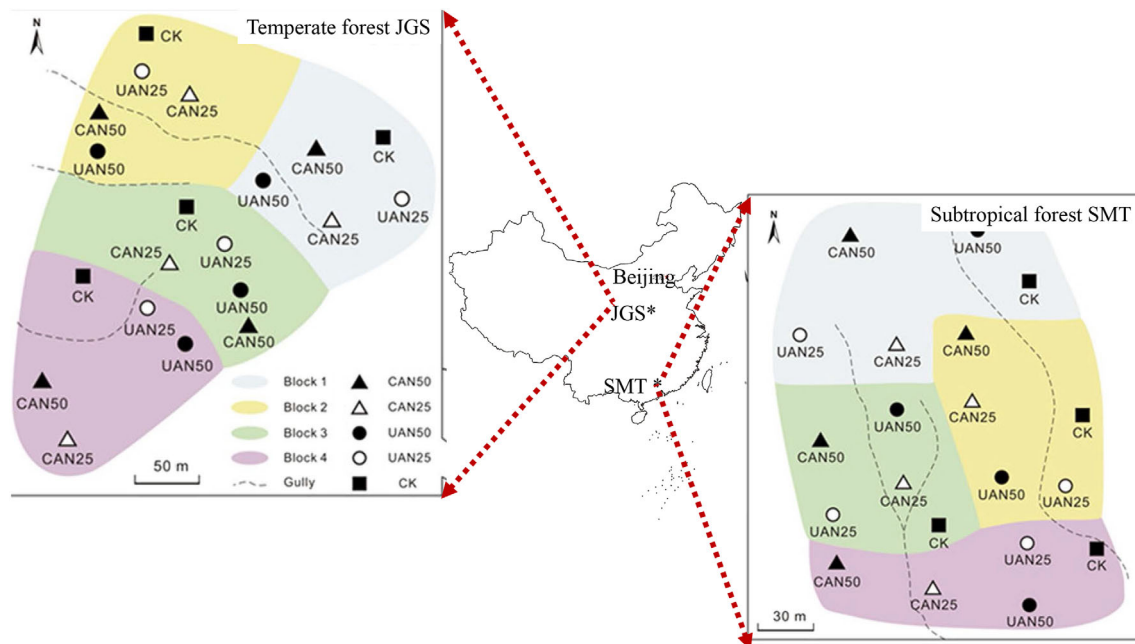 N
Temperate forest JGS
CK
UAN25
CAN25
CAN50
UAN50
CAN50
CK
UAN50
UAN25
CAN25
CK
CAN25
UAN25
UAN50
CAN50
CK
UAN25
UAN50
CAN50
CAN25
Block 1
CAN50
Block 2
CAN25
Block 3
UAN50
Block 4
UAN25
Gully
CK
50 m
Beijing
JGS*
SMT *
N
Subtropical forest SMT
CAN50
UAN50
CK
UAN25
CAN25
CAN50
CAN25
CK
UAN50
UAN25
UAN50
CAN50
CAN25
UAN25
CK
UAN25
CK
CAN50
CAN25
UAN50
30 m